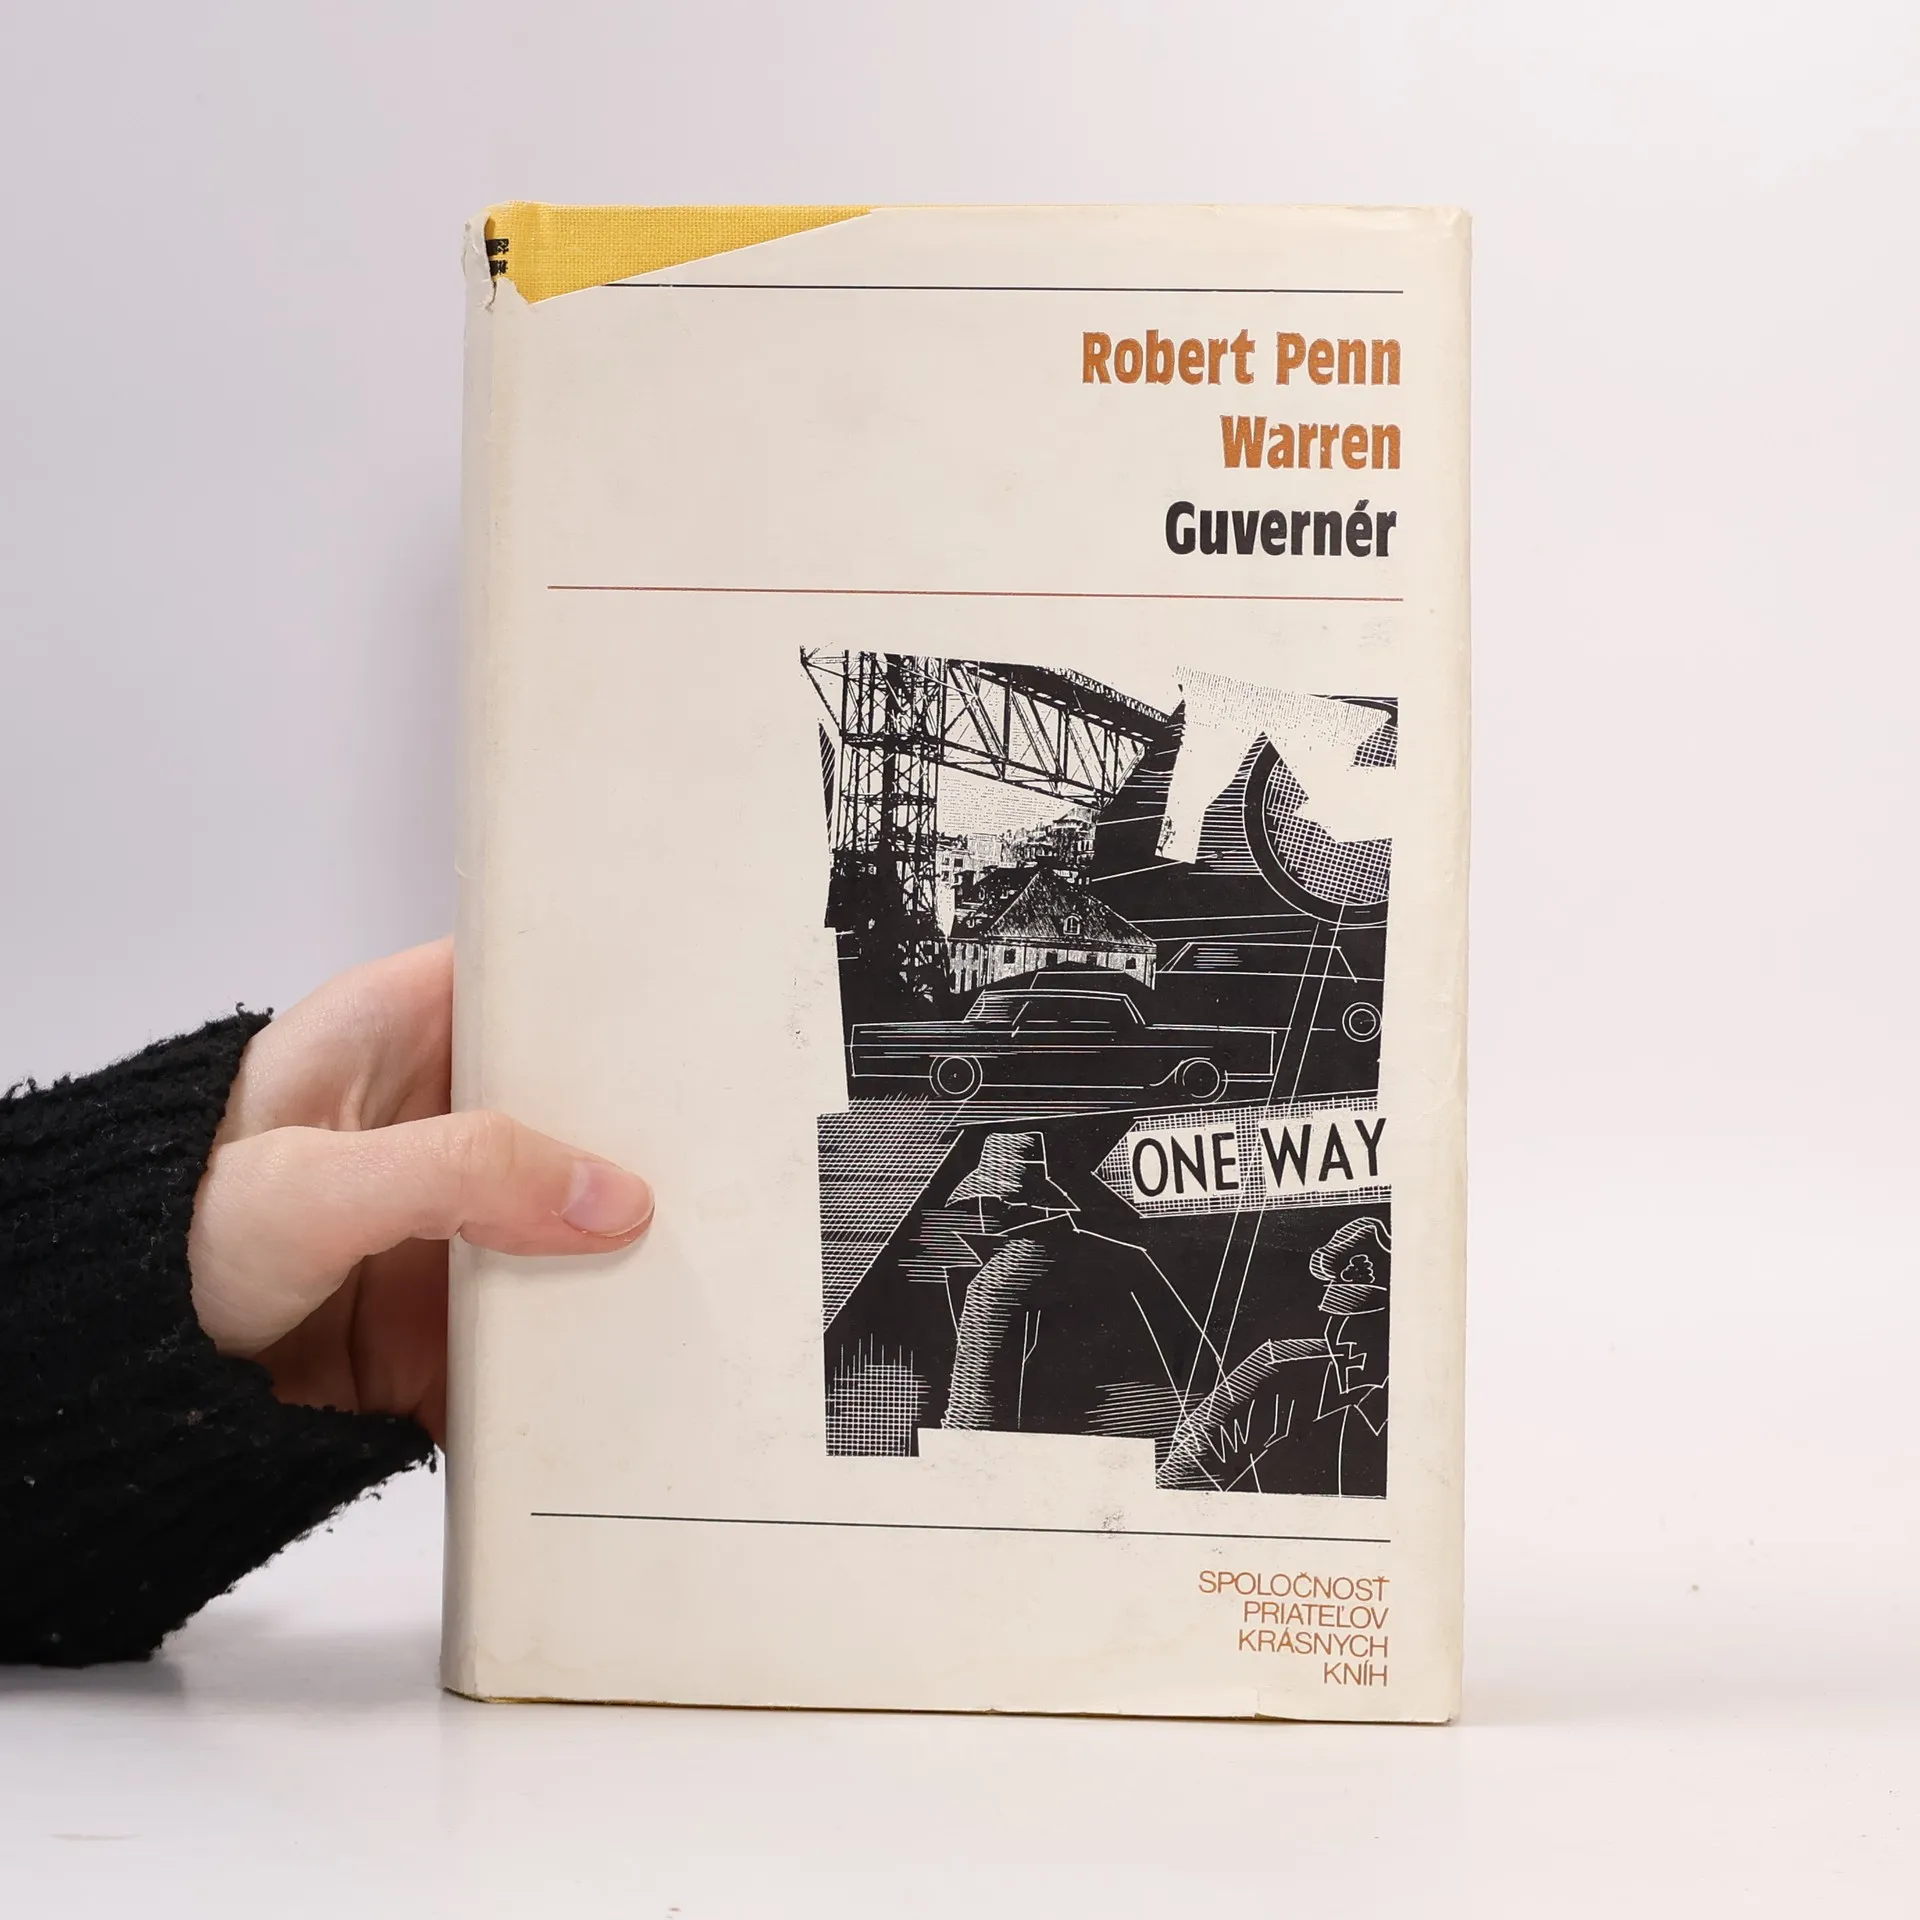 Robert Penn
Warren
Guvernér
ONE WAY
SPOLOČNOSŤ
PRIATEĽOV
KRÁSNYCH
KNÍH